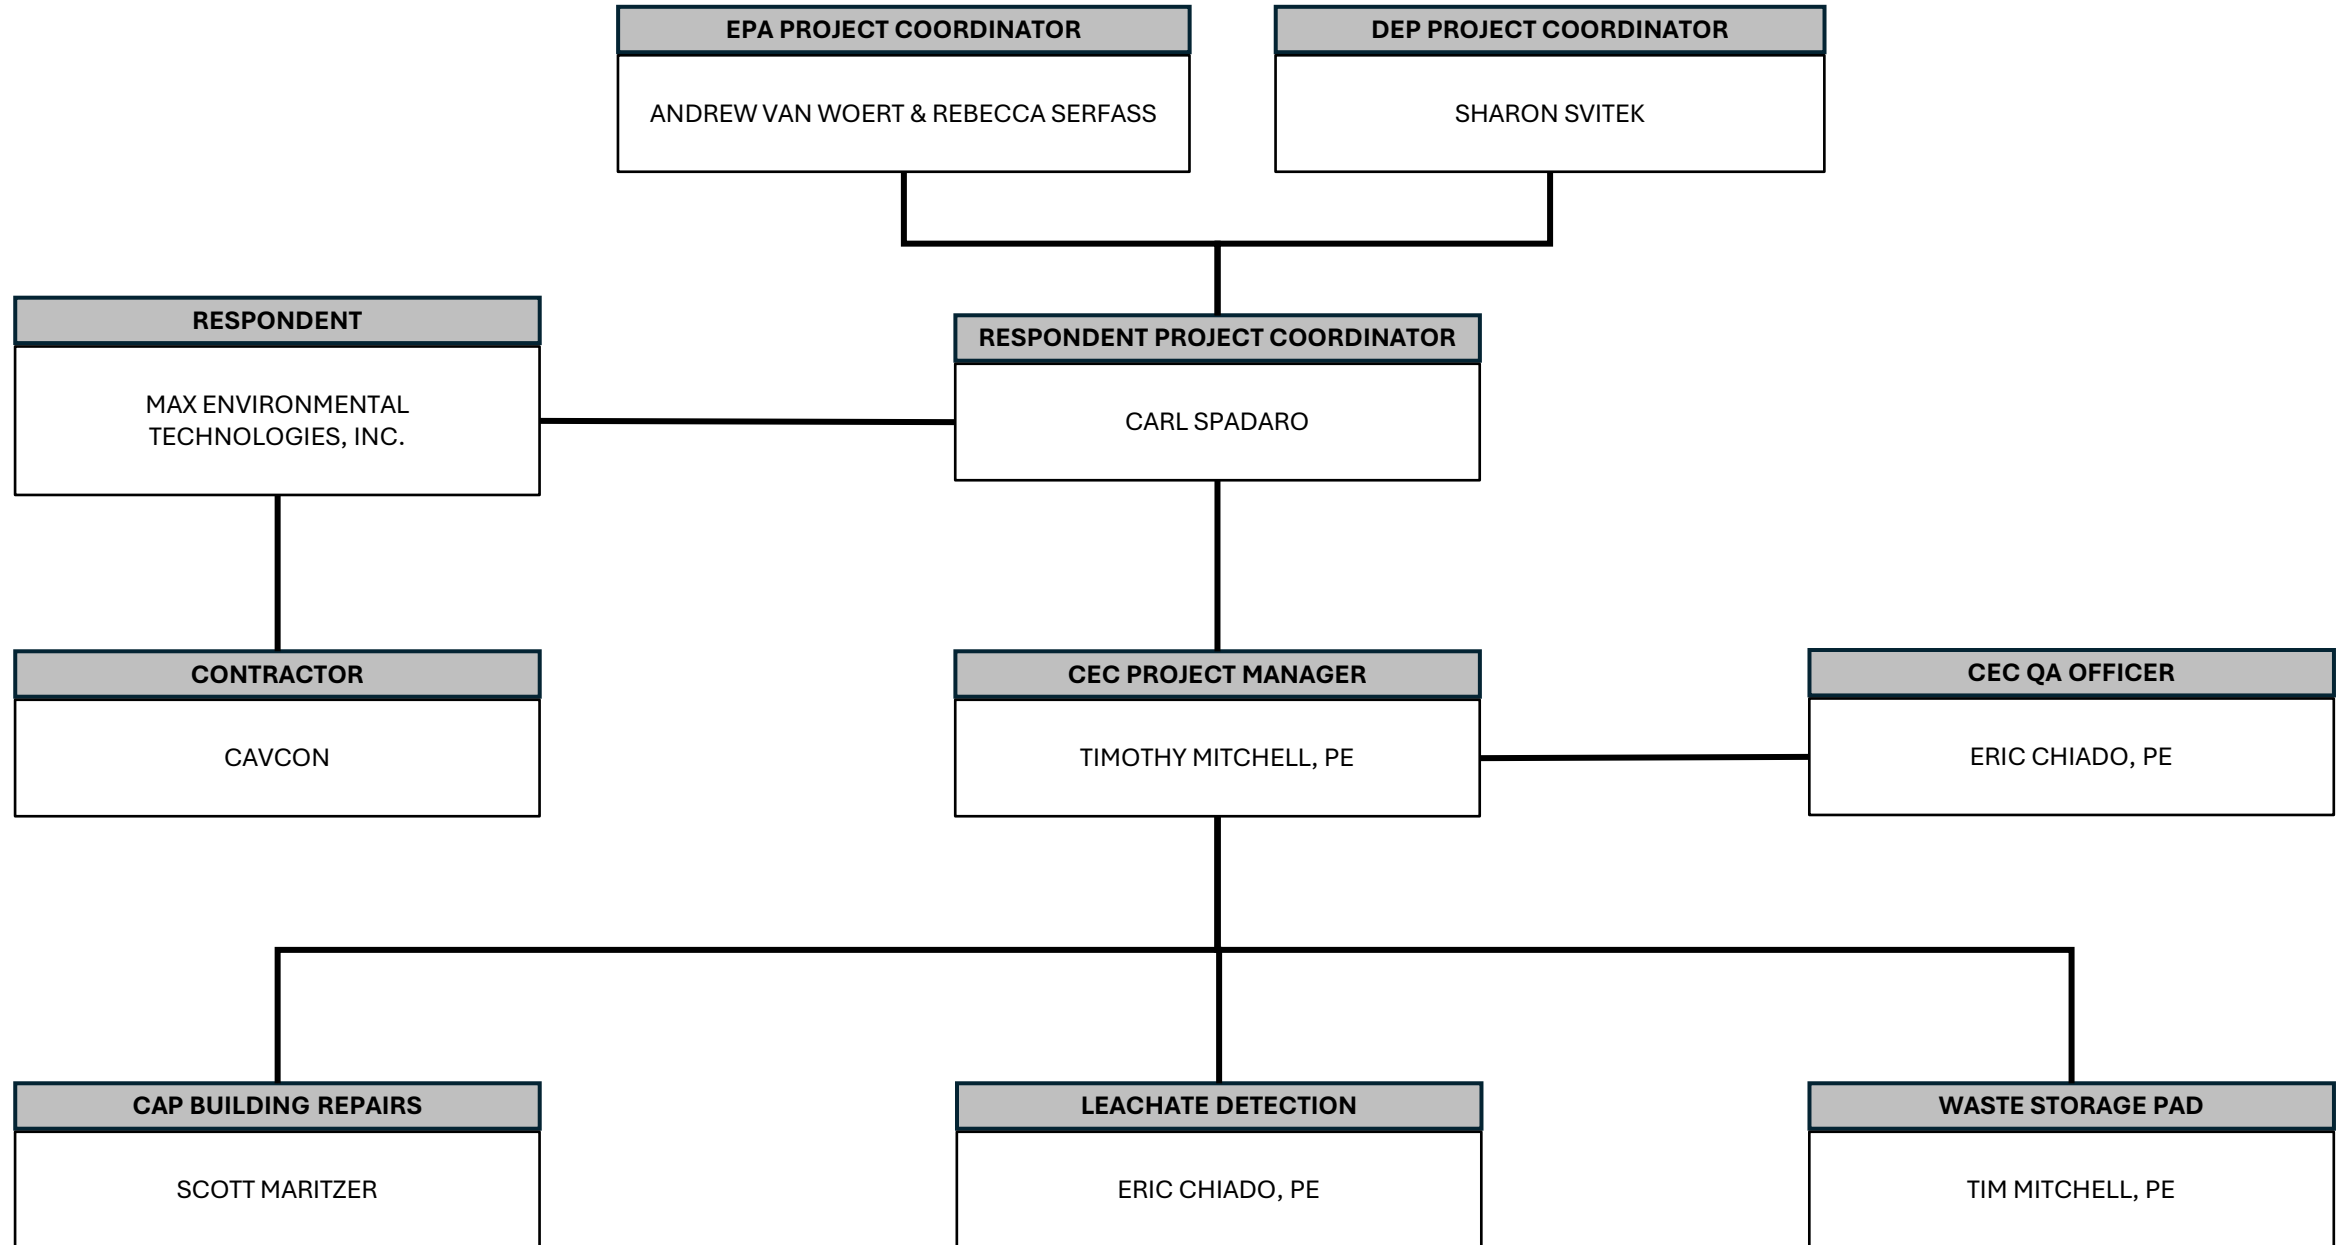 EPA PROJECT COORDINATOR
ANDREW VAN WOERT & REBECCA SERFASS
DEP PROJECT COORDINATOR
SHARON SVITEK
RESPONDENT
MAX ENVIRONMENTAL
TECHNOLOGIES, INC.
RESPONDENT PROJECT COORDINATOR
CARL SPADARO
CONTRACTOR
CAVCON
CEC PROJECT MANAGER
TIMOTHY MITCHELL, PE
CEC QA OFFICER
ERIC CHIADO, PE
CAP BUILDING REPAIRS
SCOTT MARITZER
LEACHATE DETECTION
ERIC CHIADO, PE
WASTE STORAGE PAD
TIM MITCHELL, PE